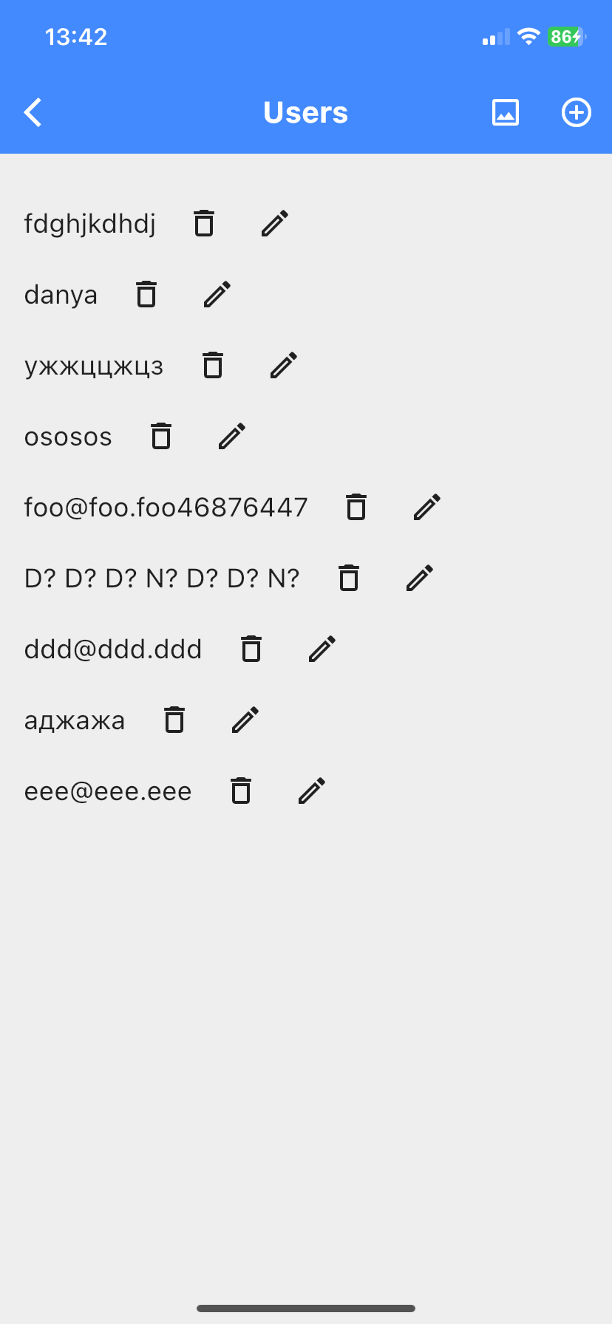 13:42 86
Users
fdghjkdhdj
danya
ужжццжцз
ososos
foo@foo.foo46876447
D? D? D? N? D? D? N?
ddd@ddd.ddd
аджажа
eee@eee.eee